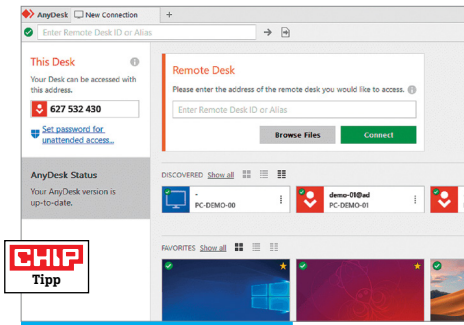 AnyDesk New Connection +
Enter Remote Desk ID or Alias
This Desk
Your Desk can be accessed with
this address.
627 532 430
Set password for
unattended access...
AnyDesk Status
Your AnyDesk version is
up-to-date.
Remote Desk
Please enter the address of the remote desk you would like to access.
Enter Remote Desk ID or Alias
Browse Files Connect
DISCOVERED Show all
-
PC-DEMO-00
demo-01@ad
PC-DEMO-01
FAVORITES Show all
CHIP
Tipp